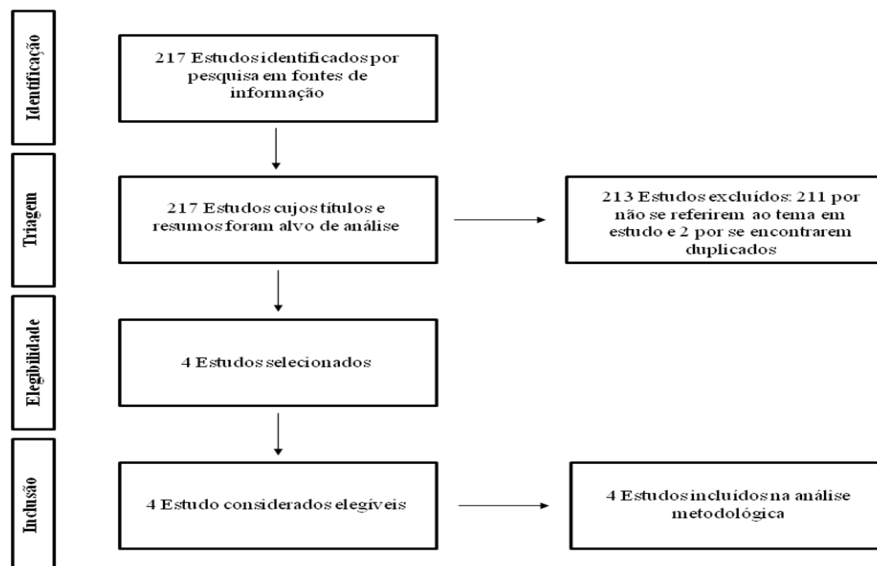 Identificação
217 Estudos identificados por
pesquisa em fontes de
informação
Triagem
217 Estudos cujos títulos e
resumos foram alvo de análise
213 Estudos excluídos: 211 por
não se referirem ao tema em
estudo e 2 por se encontrarem
duplicados
Elegibilidade
4 Estudos selecionados
Inclusão
4 Estudo considerados elegíveis
4 Estudos incluídos na análise
metodológica